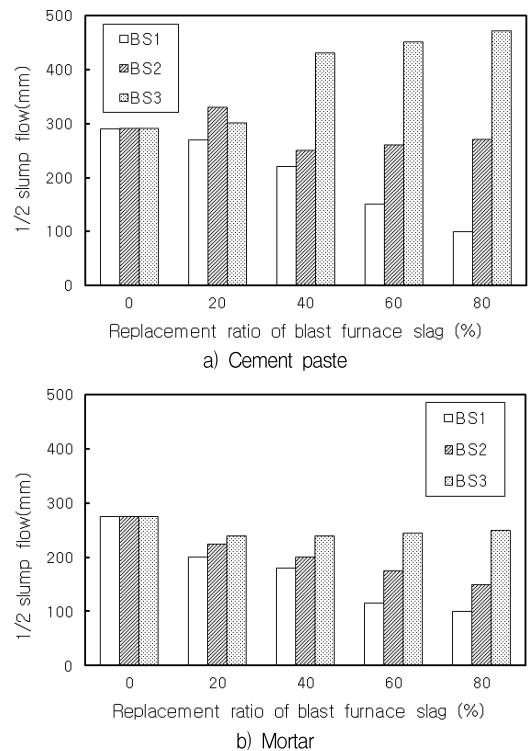 500
400
300
200
100
0
1/2 slump flow(mm)
BS1
BS2
BS3
0 20 40 60 80
Replacement ratio of blast furnace slag (%)
a) Cement paste
500
400
300
200
100
0
1/2 slump flow(mm)
BS1
BS2
BS3
0 20 40 60 80
Replacement ratio of blast furnace slag (%)
b) Mortar